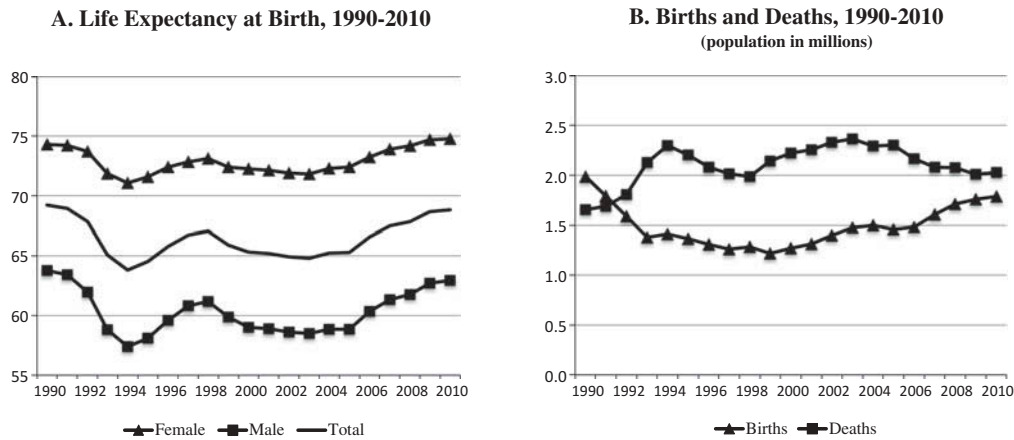 A. Life Expectancy at Birth, 1990-2010
80
75
70
65
60
55
1990 1992 1994 1996 1998 2000 2002 2004 2006 2008 2010
Female Male Total
B. Births and Deaths, 1990-2010
(population in millions)
3.0
2.5
2.0
1.5
1.0
0.5
0.0
1990 1992 1994 1996 1998 2000 2002 2004 2006 2008 2010
Births Deaths